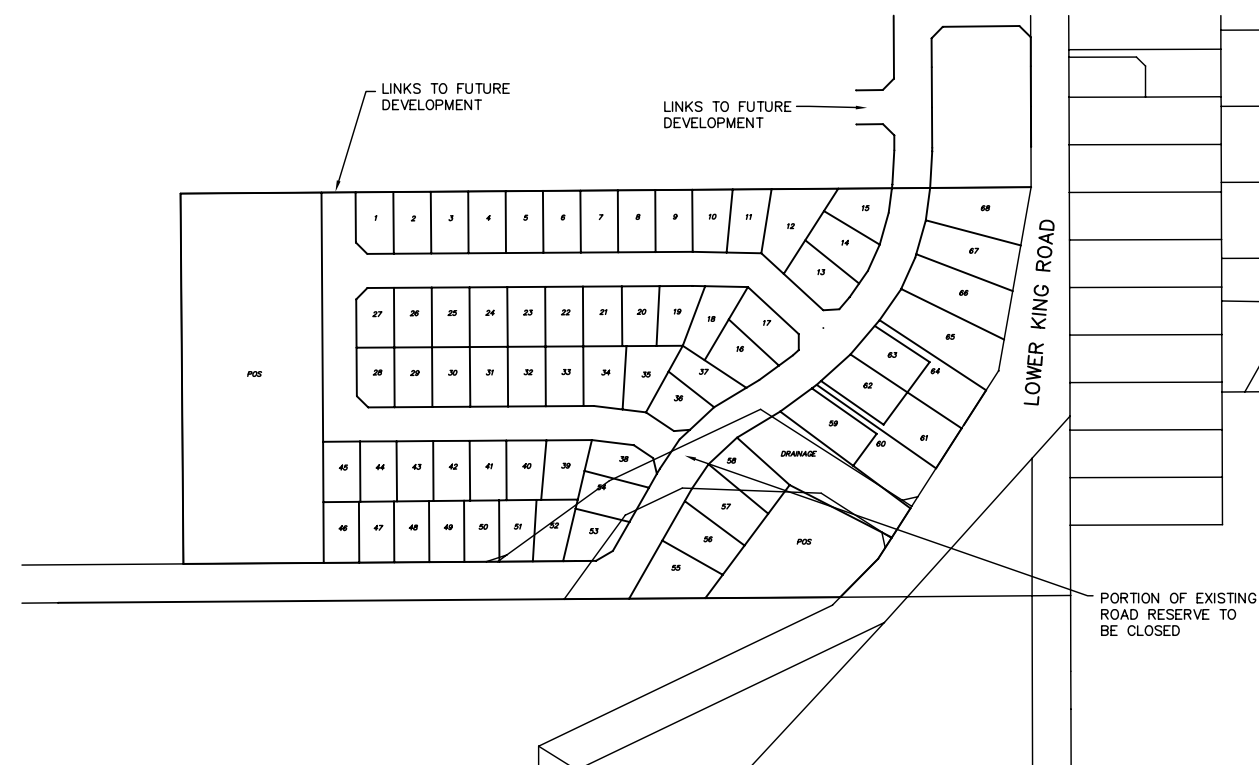 LINKS TO FUTURE
DEVELOPMENT
LINKS TO FUTURE
DEVELOPMENT
1 2 3 4 5 6 7 8 9 10 11 12 15 68
14
13
67
66
65
LOWER KING ROAD
27 26 25 24 23 22 21 20 19 18 17
16
63
64
62
POS
28 29 30 31 32 33 34 35 37
36
59
60
61
DRAINAGE
45 44 43 42 41 40 39 38
54
58
57
46 47 48 49 50 51 52 53
56
55
POS
PORTION OF EXISTING
ROAD RESERVE TO
BE CLOSED